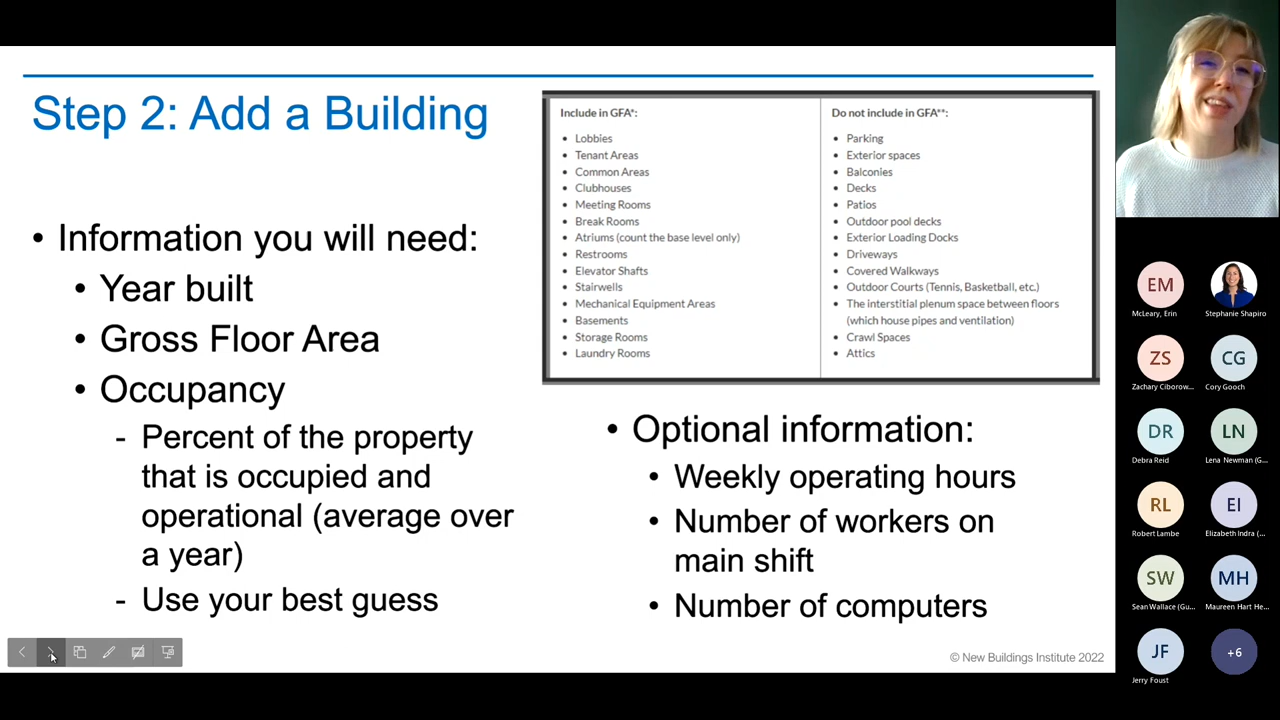 Step 2: Add a Building
• Information you will need:
• Year built
• Gross Floor Area
• Occupancy
- Percent of the property
that is occupied and
operational (average over
a year)
- Use your best guess
Include in GFA*:
• Lobbies
• Tenant Areas
• Common Areas
• Clubhouses
• Meeting Rooms
• Break Rooms
• Atriums (count the base level only)
• Restrooms
• Elevator Shafts
• Stairwells
• Mechanical Equipment Areas
• Basements
• Storage Rooms
• Laundry Rooms
Do not include in GFA**:
• Parking
• Exterior spaces
• Balconies
• Decks
• Patios
• Outdoor pool decks
• Exterior Loading Docks
• Driveways
• Covered Walkways
• Outdoor Courts (Tennis, Basketball, etc.)
• The interstitial plenum space between floors
(which house pipes and ventilation)
• Crawl Spaces
• Attics
• Optional information:
• Weekly operating hours
• Number of workers on
main shift
• Number of computers
© New Buildings Institute 2022
EM
McLeary, Erin
Stephanie Shapiro
ZS
Zachary Ciborow...
CG
Cory Gooch
DR
Debra Reid
LN
Lena Newman (G...
RL
Robert Lambe
EI
Elizabeth Indra (...
SW
Sean Wallace (Gu...
MH
Maureen Hart He...
JF
Jerry Foust
+6